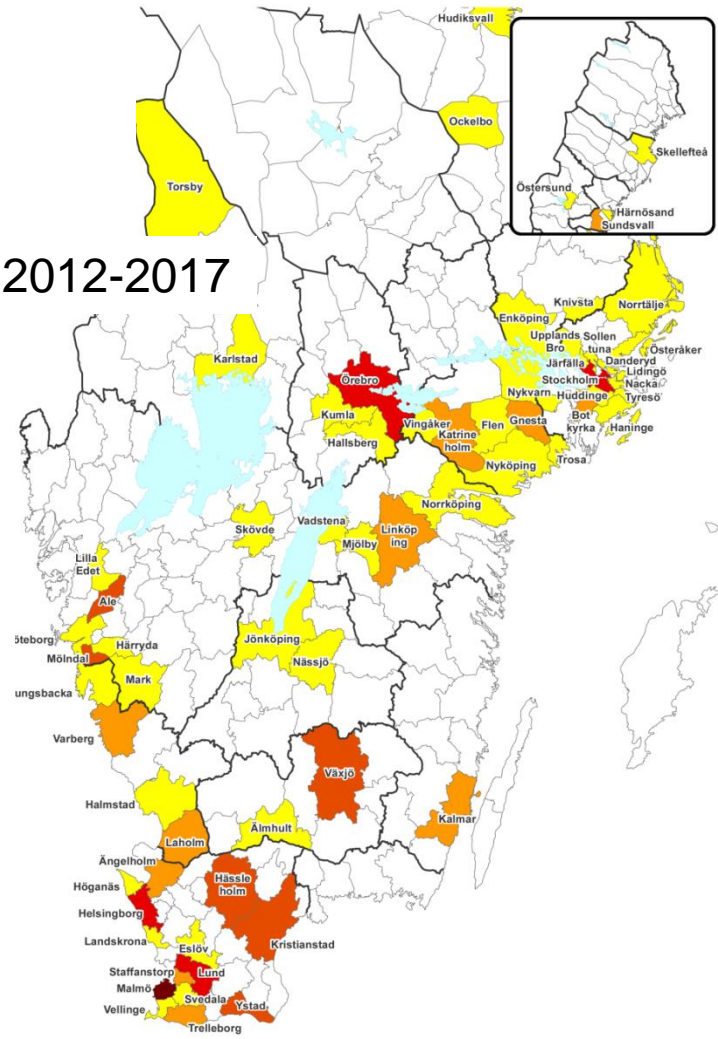 Hudiksvall
Ockelbo
Torsby
Skellefteå
Östersund
Härnösand
Sundsvall
2012-2017
Knivsta
Norrtälje
Enköping
Upplands
Bro
Sollen
tuna
Österåker
Järfälla
Danderyd
Lidingö
Stockholm
Nacka
Nykvarn
Huddinge
Tyresö
Bot
kyrka
Haninge
Karlstad
Örebro
Kumla
Hallsberg
Vingåker
Katrine
holm
Flen
Gnesta
Nyköping
Trosa
Norrköping
Skövde
Vadstena
Mjölby
Linköp
ing
Lilla
Edet
Ale
öteborg
Härryda
Mölndal
Mark
ungsbacka
Jönköping
Nässjö
Varberg
Växjö
Halmstad
Kalmar
Laholm
Älmhult
Ängelholm
Hässle
holm
Höganäs
Helsingborg
Kristianstad
Landskrona
Eslöv
Staffanstorp
Lund
Malmö
Svedala
Ystad
Vellinge
Trelleborg